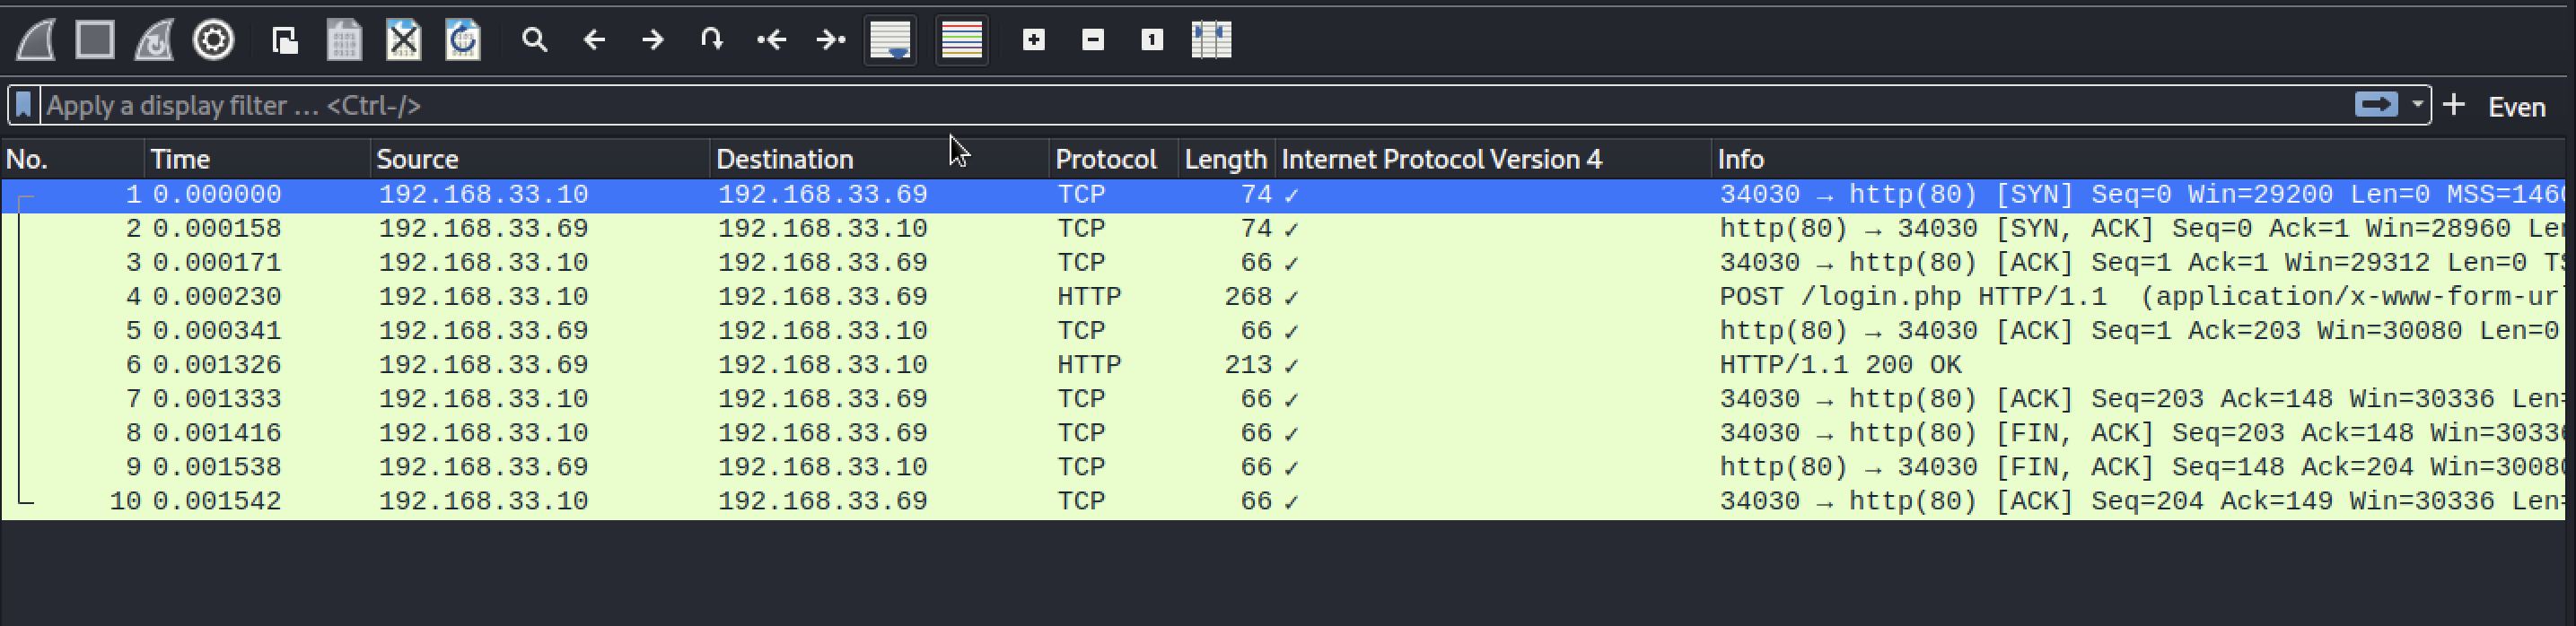 Apply a display filter ... <Ctrl-/> + Even
No. Time Source Destination Protocol Length Internet Protocol Version 4 Info
1 0.000000 192.168.33.10 192.168.33.69 TCP 74 ✓ 34030 → http(80) [SYN] Seq=0 Win=29200 Len=0 MSS=146
2 0.000158 192.168.33.69 192.168.33.10 TCP 74 ✓ http(80) → 34030 [SYN, ACK] Seq=0 Ack=1 Win=28960 Le
3 0.000171 192.168.33.10 192.168.33.69 TCP 66 ✓ 34030 → http(80) [ACK] Seq=1 Ack=1 Win=29312 Len=0 T
4 0.000230 192.168.33.10 192.168.33.69 HTTP 268 ✓ POST /login.php HTTP/1.1 (application/x-www-form-ur
5 0.000341 192.168.33.69 192.168.33.10 TCP 66 ✓ http(80) → 34030 [ACK] Seq=1 Ack=203 Win=30080 Len=0
6 0.001326 192.168.33.69 192.168.33.10 HTTP 213 ✓ HTTP/1.1 200 OK
7 0.001333 192.168.33.10 192.168.33.69 TCP 66 ✓ 34030 → http(80) [ACK] Seq=203 Ack=148 Win=30336 Len
8 0.001416 192.168.33.10 192.168.33.69 TCP 66 ✓ 34030 → http(80) [FIN, ACK] Seq=203 Ack=148 Win=3033
9 0.001538 192.168.33.69 192.168.33.10 TCP 66 ✓ http(80) → 34030 [FIN, ACK] Seq=148 Ack=204 Win=3008
10 0.001542 192.168.33.10 192.168.33.69 TCP 66 ✓ 34030 → http(80) [ACK] Seq=204 Ack=149 Win=30336 Len